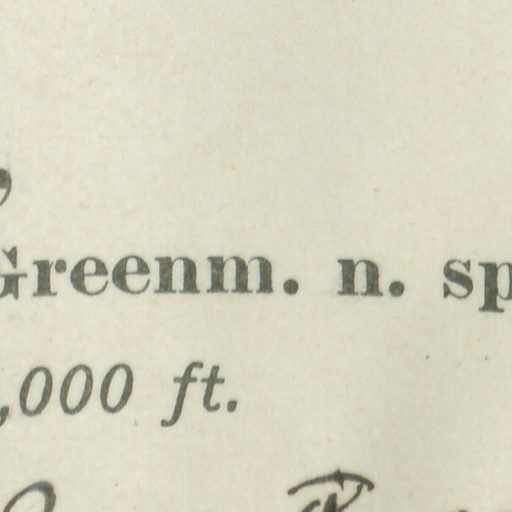 ,
Greenm. n. sp
,000 ft.